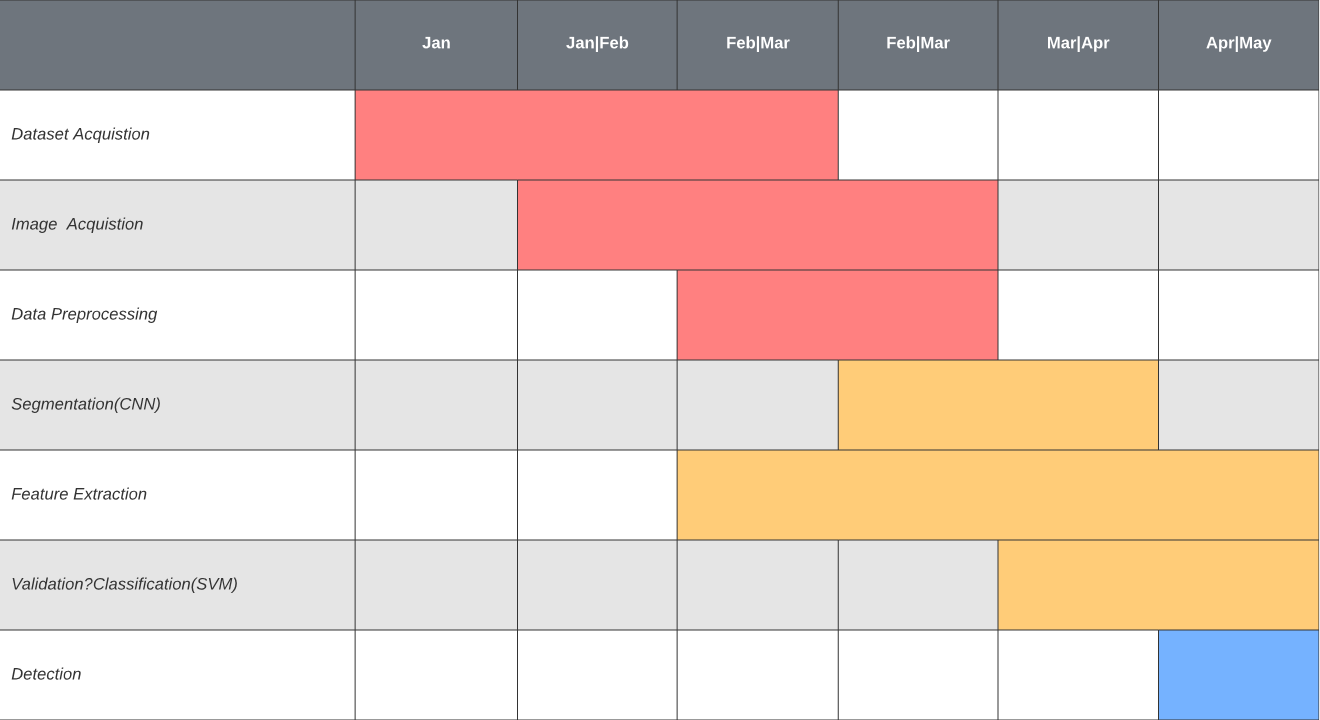 Jan
Jan|Feb
Feb|Mar
Feb|Mar
Mar|Apr
Apr|May
Dataset Acquistion
Image  Acquistion
Data Preprocessing
Segmentation(CNN)
Feature Extraction
Validation?Classification(SVM)
Detection